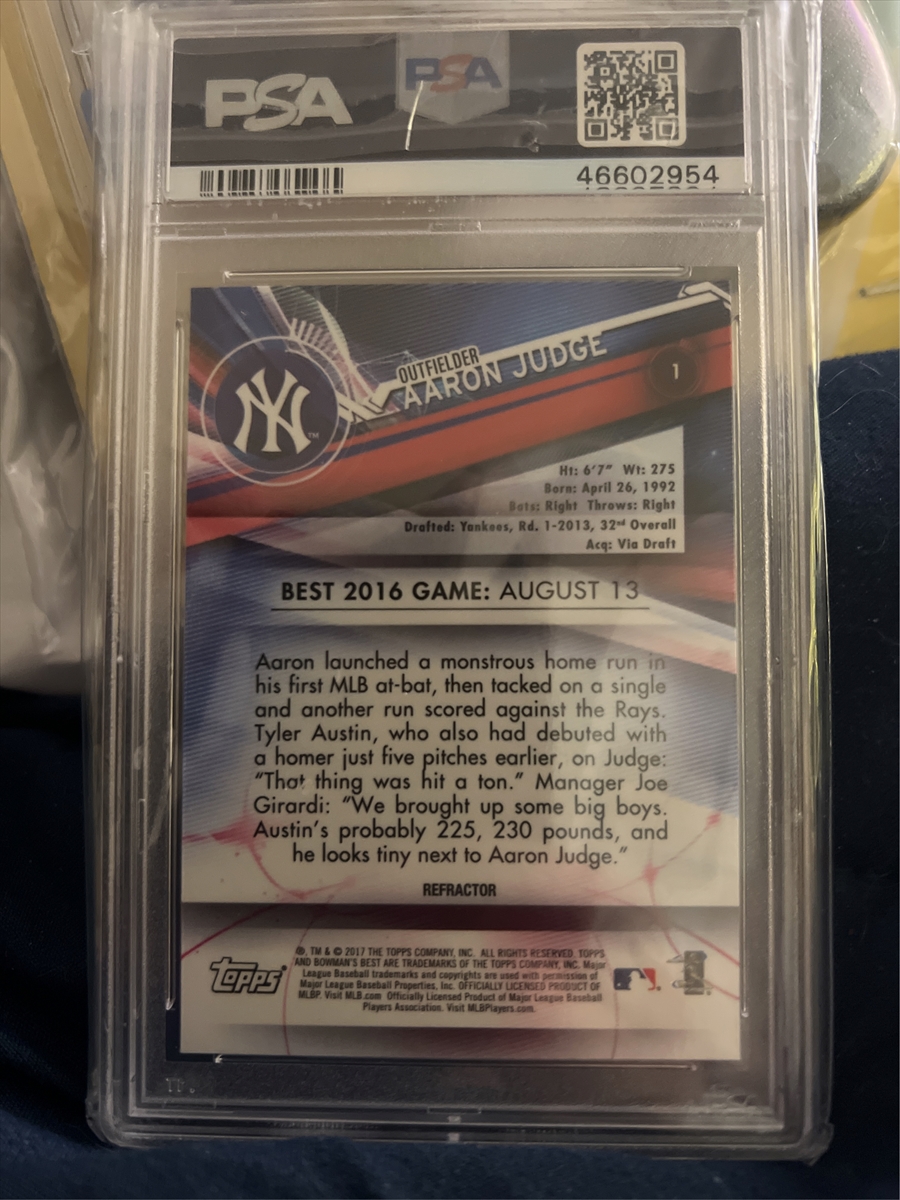 PSA
PSA
46602954
OUTFIELDER
AARON JUDGE
1
NY
TM
Ht: 6'7" Wt: 275
Born: April 26, 1992
Bats: Right Throws: Right
Drafted: Yankees, Rd. 1-2013, 32nd Overall
Acq: Via Draft
BEST 2016 GAME: AUGUST 13
Aaron launched a monstrous home run in
his first MLB at-bat, then tacked on a single
and another run scored against the Rays.
Tyler Austin, who also had debuted with
a homer just five pitches earlier, on Judge:
"That thing was hit a ton." Manager Joe
Girardi: "We brought up some big boys.
Austin's probably 225, 230 pounds, and
he looks tiny next to Aaron Judge."
REFRACTOR
topps®
®, TM & © 2017 THE TOPPS COMPANY, INC. ALL RIGHTS RESERVED. TOPPS
AND BOWMAN'S BEST ARE TRADEMARKS OF THE TOPPS COMPANY, INC. Major
League Baseball trademarks and copyrights are used with permission of
Major League Baseball Properties, Inc. OFFICIALLY LICENSED PRODUCT OF
MLBP. Visit MLB.com Officially Licensed Product of Major League Baseball
Players Association. Visit MLBPlayers.com.